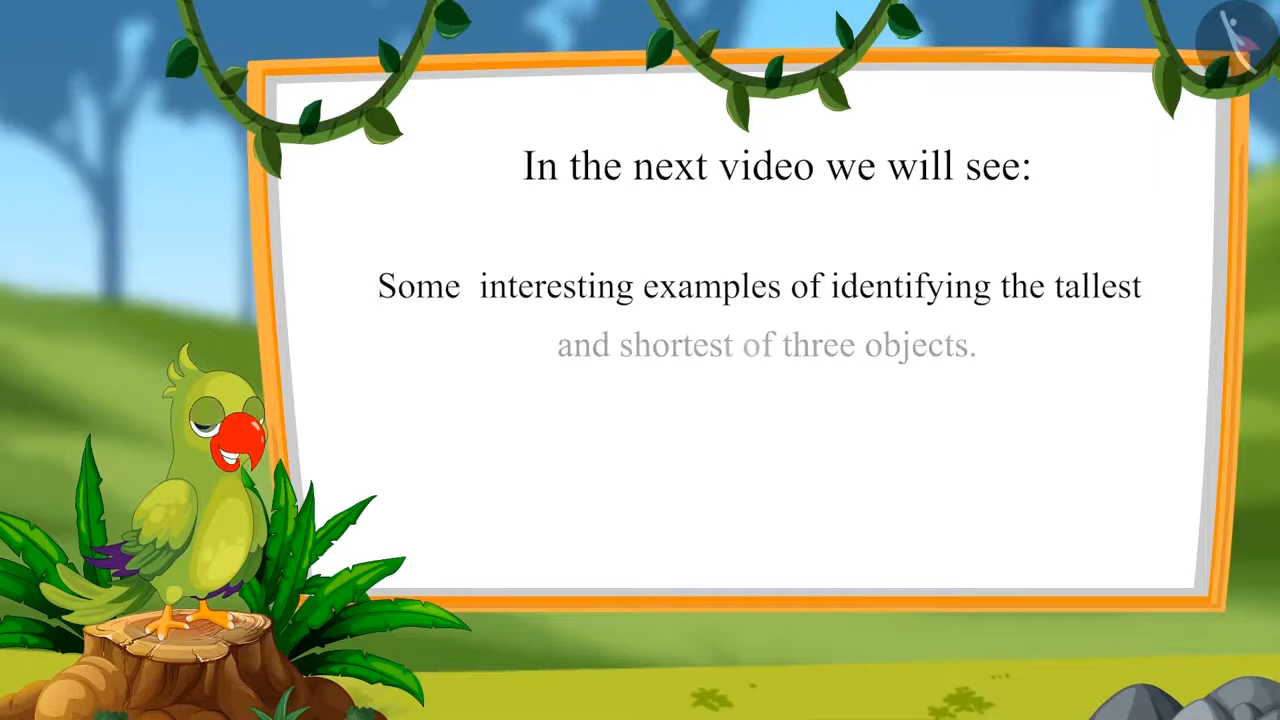 In the next video we will see:
Some  interesting examples of identifying the tallest
and shortest of three objects.